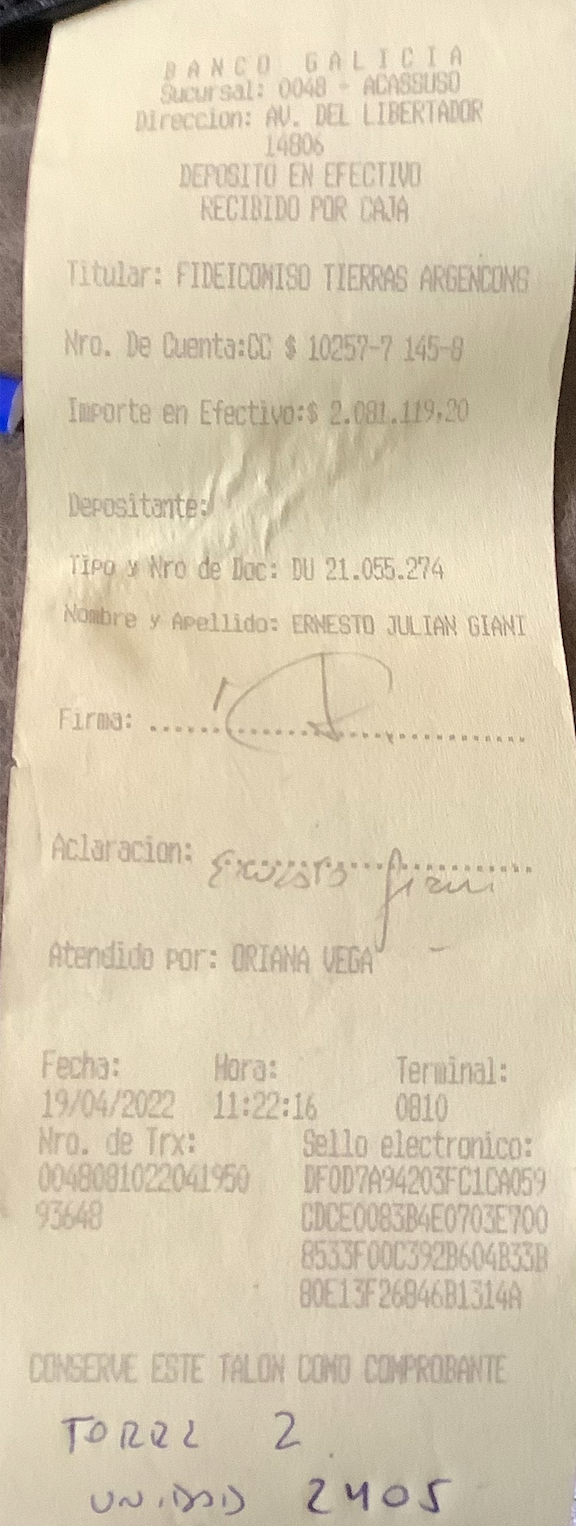 BANCO GALICIA
Sucursal: 0048 - ACASSUSO
Direccion: AV. DEL LIBERTADOR
14806
DEPOSITO EN EFECTIVO
RECIBIDO POR CAJA
Titular: FIDEICOMISO TIERRAS ARGENCONS
Nro. De Cuenta:CC $ 10257-7 145-8
Importe en Efectivo:$ 2.081.119,20
Depositante:
Tipo y Nro de Doc: DU 21.055.274
Nombre y Apellido: ERNESTO JULIAN GIANI
Firma: ...............................
Aclaracion: Ernesto Giani
Atendido por: ORIANA VEGA
Fecha: Hora: Terminal:
19/04/2022 11:22:16 0810
Nro. de Trx: Sello electronico:
0048081022041950 DF0D7A94203FC1CA059
93648 CDCE0083B4E0703E700
8533F00C392B604B33B
80E13F26846B1314A
CONSERVE ESTE TALON COMO COMPROBANTE
TORRE 2
UNIDAD 2405